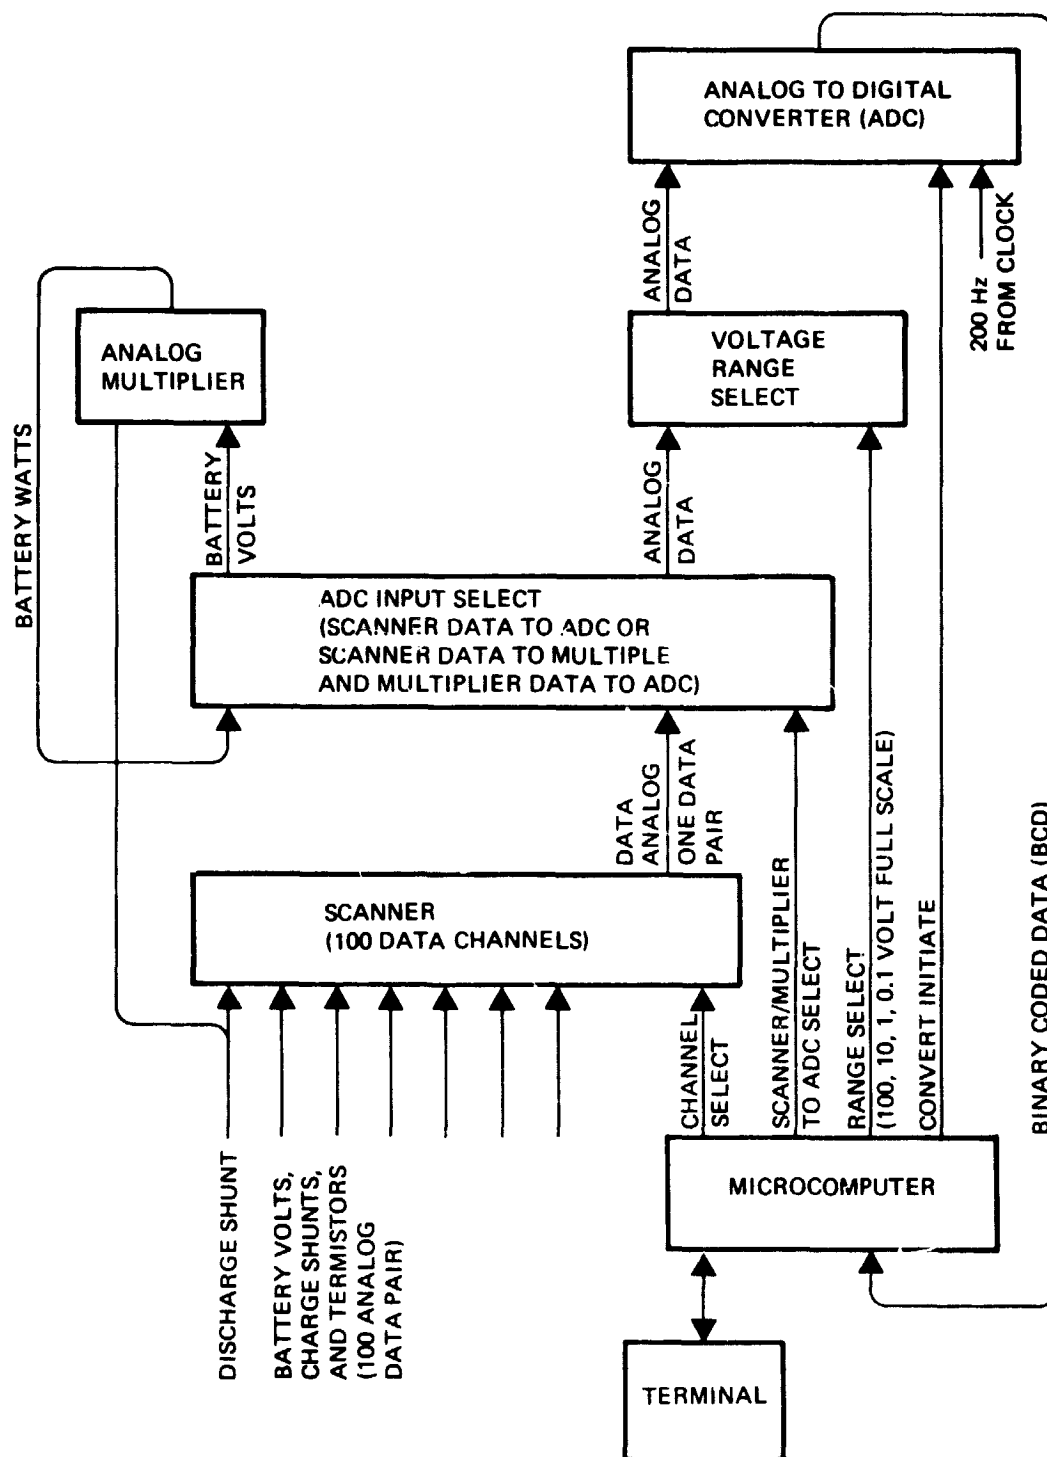 ANALOG TO DIGITAL
CONVERTER (ADC)
ANALOG
DATA
200 Hz
FROM CLOCK
ANALOG
MULTIPLIER
VOLTAGE
RANGE
SELECT
BATTERY WATTS
BATTERY
VOLTS
ANALOG
DATA
ADC INPUT SELECT
(SCANNER DATA TO ADC OR
SCANNER DATA TO MULTIPLE
AND MULTIPLIER DATA TO ADC)
DATA
ANALOG
ONE DATA
PAIR
SCANNER
(100 DATA CHANNELS)
CHANNEL
SELECT
SCANNER/MULTIPLIER
TO ADC SELECT
RANGE SELECT
(100, 10, 1, 0.1 VOLT FULL SCALE)
CONVERT INITIATE
BINARY CODED DATA (BCD)
DISCHARGE SHUNT
BATTERY VOLTS,
CHARGE SHUNTS,
AND TERMISTORS
(100 ANALOG
DATA PAIR)
MICROCOMPUTER
TERMINAL